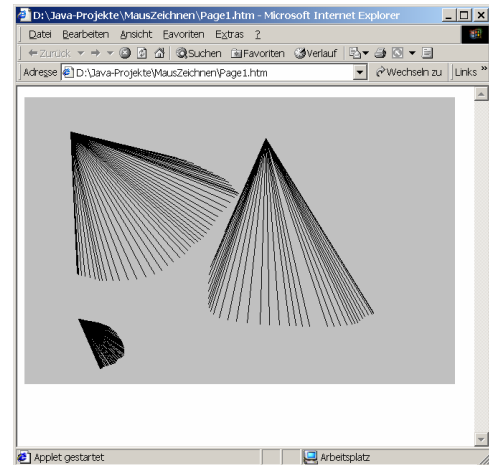 D:\Java-Projekte\MausZeichnen\Page1.htm - Microsoft Internet Explorer
Datei Bearbeiten Ansicht Favoriten Extras ?
Zurück Suchen Favoriten Verlauf
Adresse D:\Java-Projekte\MausZeichnen\Page1.htm Wechseln zu Links »
Applet gestartet Arbeitsplatz